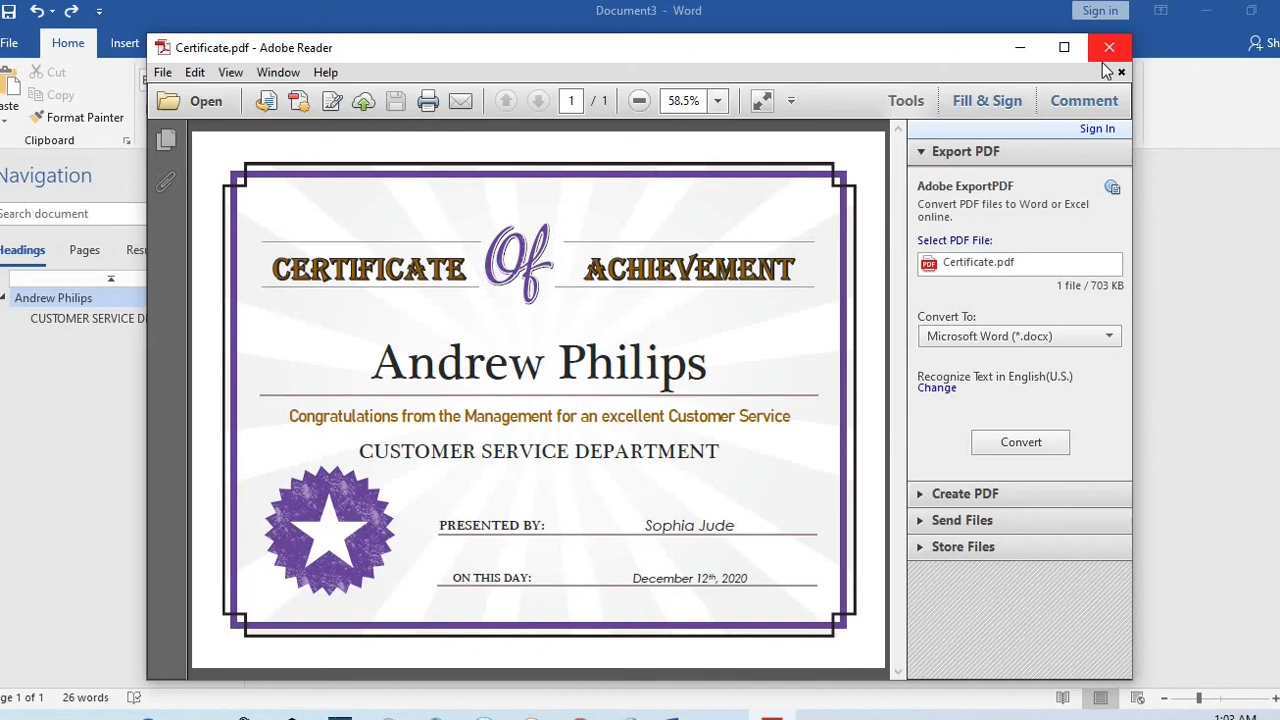 Document3 - Word
Sign in
File
Home
Insert
Cut
Copy
Format Painter
Clipboard
Navigation
Search document
Headings
Pages
Andrew Philips
CUSTOMER SERVICE D
Certificate.pdf - Adobe Reader
File Edit View Window Help
Open
1 / 1
58.5%
Tools
Fill & Sign
Comment
CERTIFICATE Of ACHIEVEMENT
Andrew Philips
Congratulations from the Management for an excellent Customer Service
CUSTOMER SERVICE DEPARTMENT
PRESENTED BY: Sophia Jude
ON THIS DAY: December 12th, 2020
Sign In
Export PDF
Adobe ExportPDF
Convert PDF files to Word or Excel
online.
Select PDF File:
Certificate.pdf
1 file / 703 KB
Convert To:
Microsoft Word (*.docx)
Recognize Text in English(U.S.)
Change
Convert
Create PDF
Send Files
Store Files
age 1 of 1
26 words